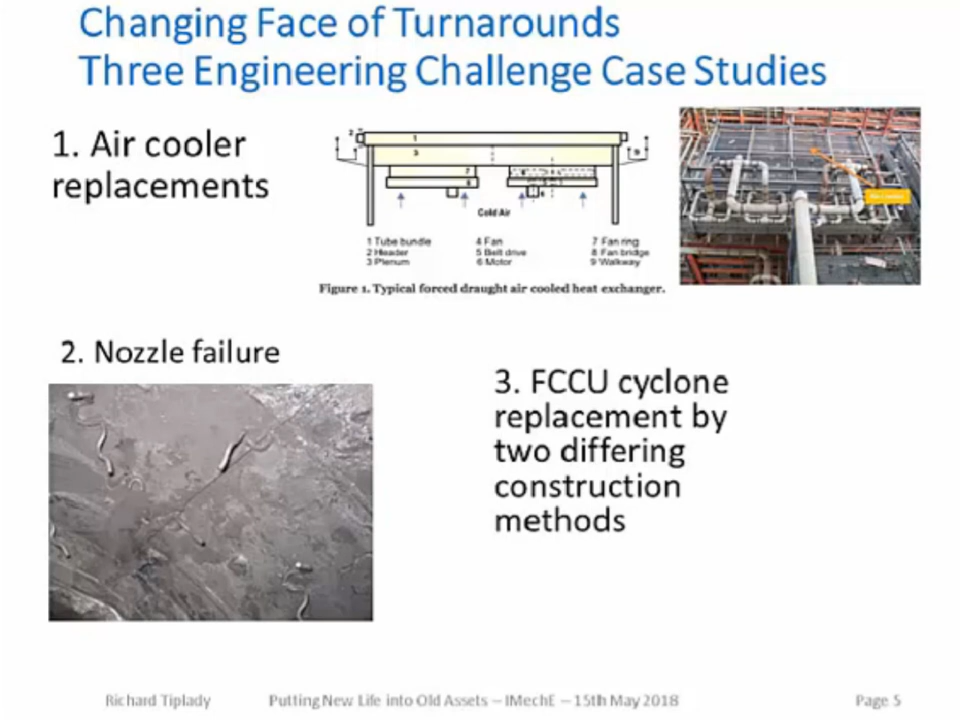 Changing Face of Turnarounds
Three Engineering Challenge Case Studies
1. Air cooler
replacements
Cold Air
1 Tube bundle 4 Fan 7 Fan ring
2 Header 5 Belt drive 8 Fan bridge
3 Plenum 6 Motor 9 Walkway
Figure 1. Typical forced draught air cooled heat exchanger.
2. Nozzle failure
3. FCCU cyclone
replacement by
two differing
construction
methods
Richard Tiplady Putting New Life into Old Assets – IMechE – 15th May 2018 Page 5